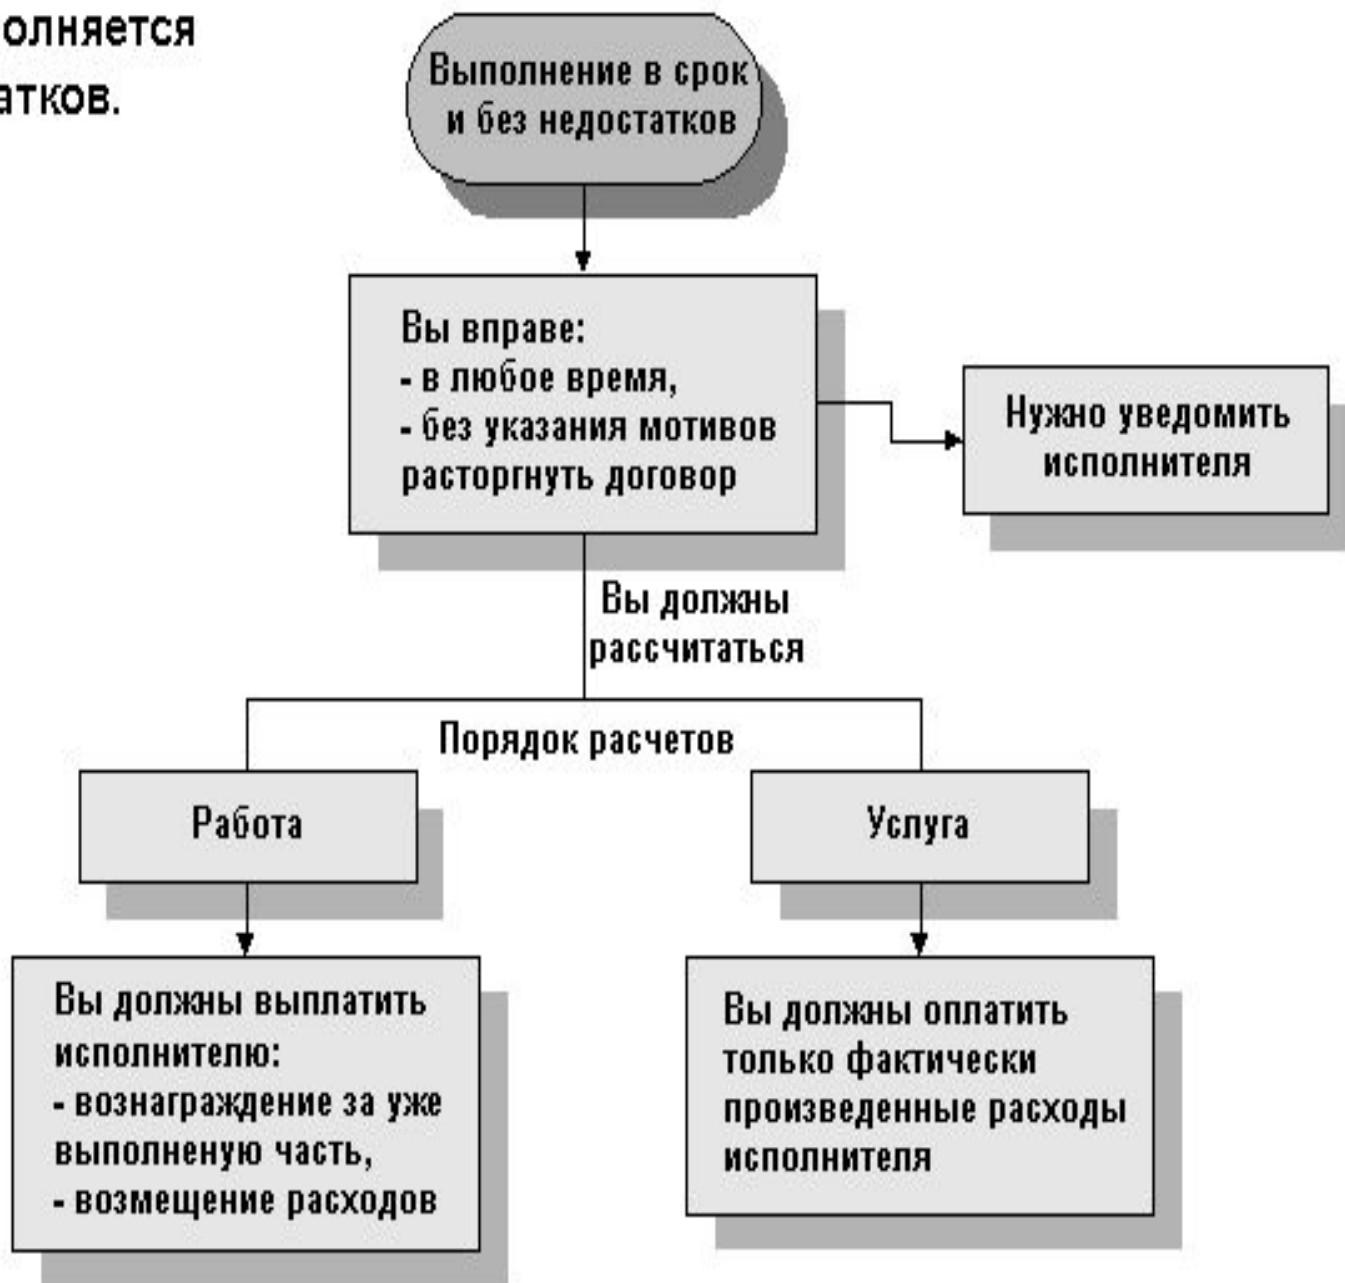 олняется
атков.
Выполнение в срок
и без недостатков
Вы вправе:
- в любое время,
- без указания мотивов
расторгнуть договор
Нужно уведомить
исполнителя
Вы должны
рассчитаться
Порядок расчетов
Работа
Услуга
Вы должны выплатить
исполнителю:
- вознаграждение за уже
выполненую часть,
- возмещение расходов
Вы должны оплатить
только фактически
произведенные расходы
исполнителя